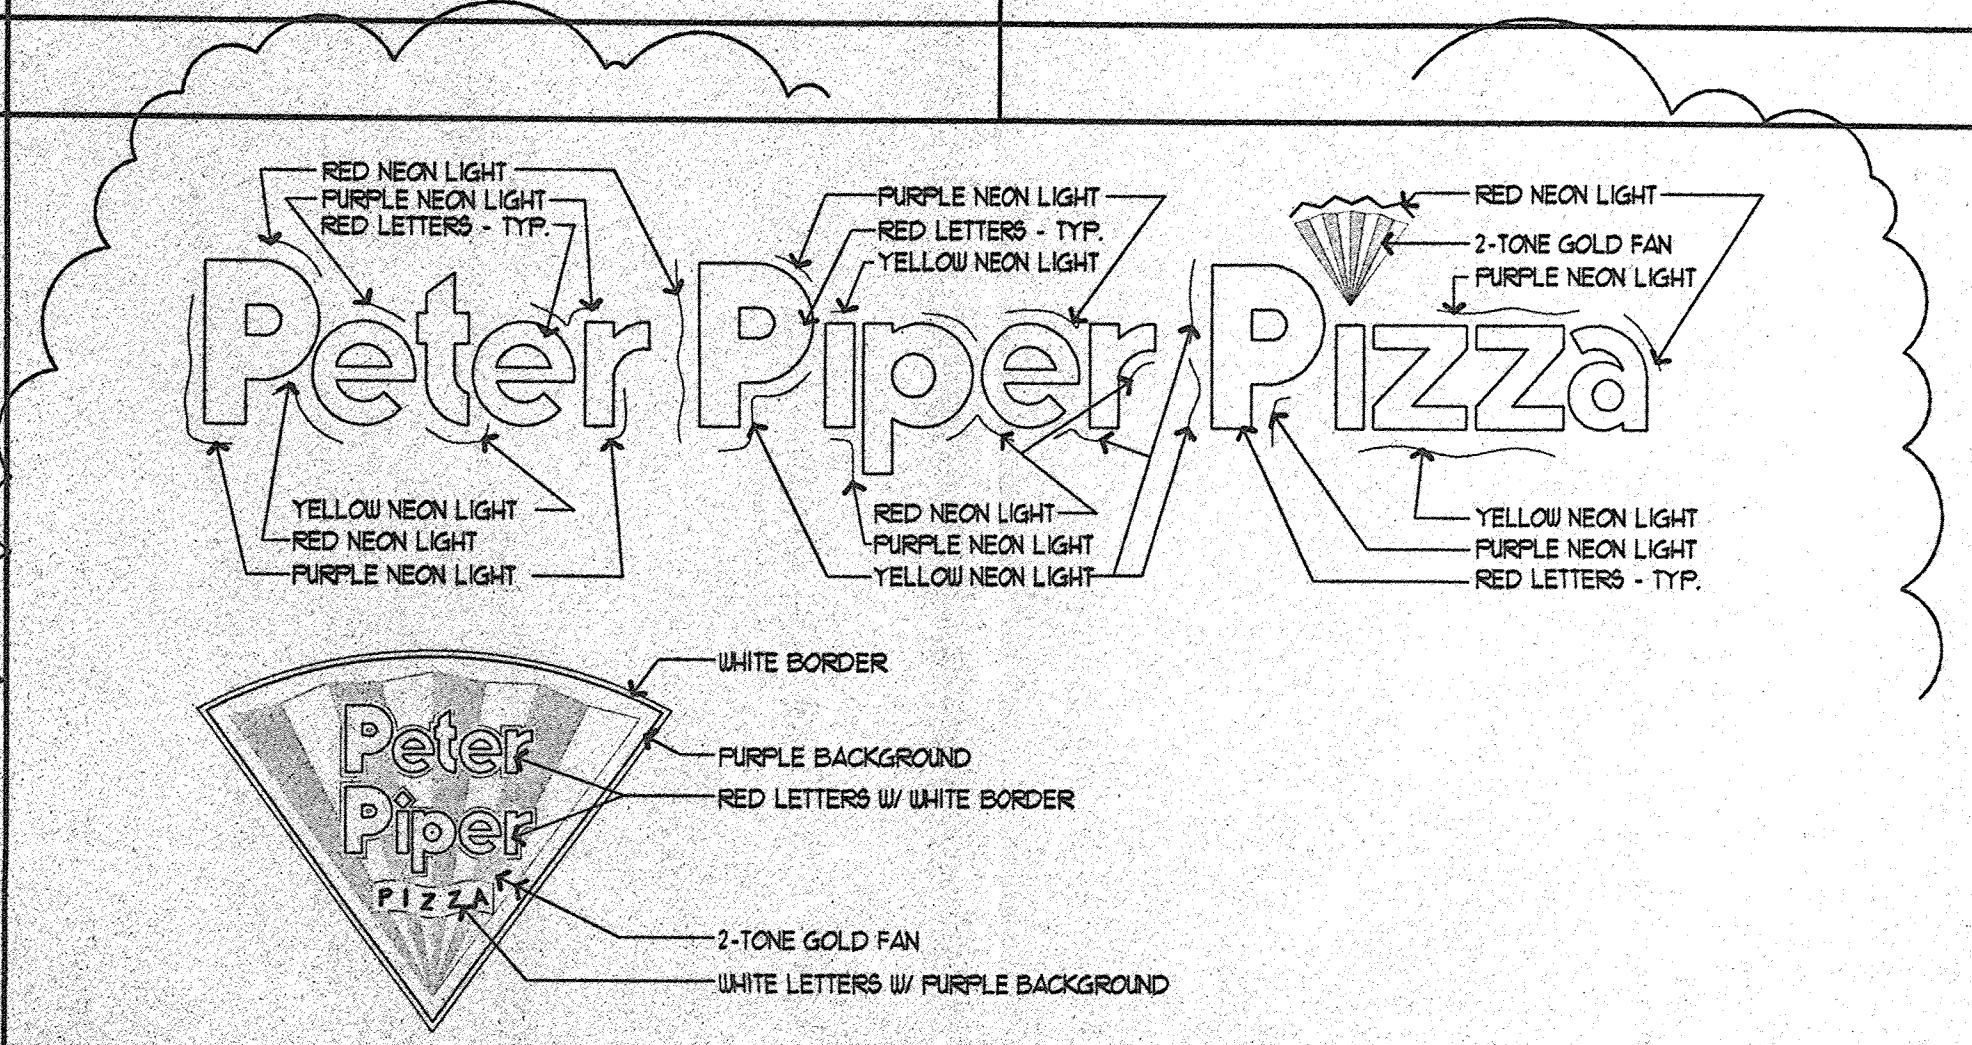 RED NEON LIGHT
PURPLE NEON LIGHT
RED LETTERS - TYP.
PURPLE NEON LIGHT
RED LETTERS - TYP.
YELLOW NEON LIGHT
RED NEON LIGHT
2-TONE GOLD FAN
PURPLE NEON LIGHT
Peter Piper Pizza
YELLOW NEON LIGHT
RED NEON LIGHT
PURPLE NEON LIGHT
RED NEON LIGHT
PURPLE NEON LIGHT
YELLOW NEON LIGHT
YELLOW NEON LIGHT
PURPLE NEON LIGHT
RED LETTERS - TYP.
Peter
Piper
PIZZA
WHITE BORDER
PURPLE BACKGROUND
RED LETTERS W/ WHITE BORDER
2-TONE GOLD FAN
WHITE LETTERS W/ PURPLE BACKGROUND